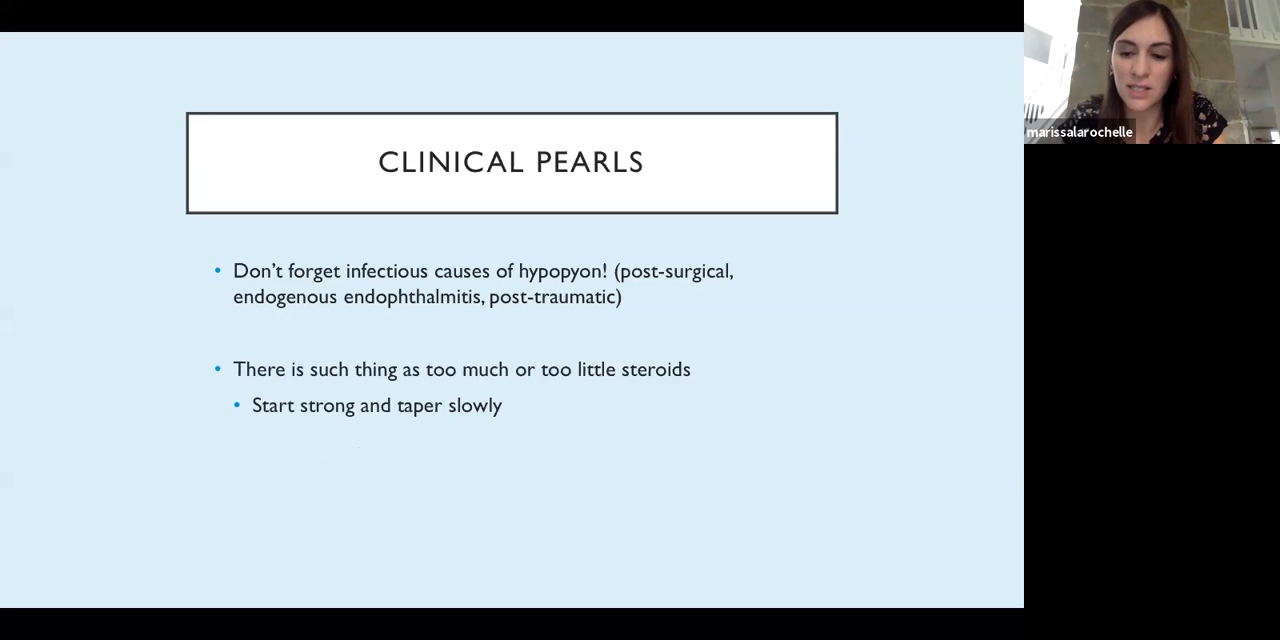 CLINICAL PEARLS
• Don't forget infectious causes of hypopyon! (post-surgical,
endogenous endophthalmitis, post-traumatic)
• There is such thing as too much or too little steroids
• Start strong and taper slowly
marissalarochelle